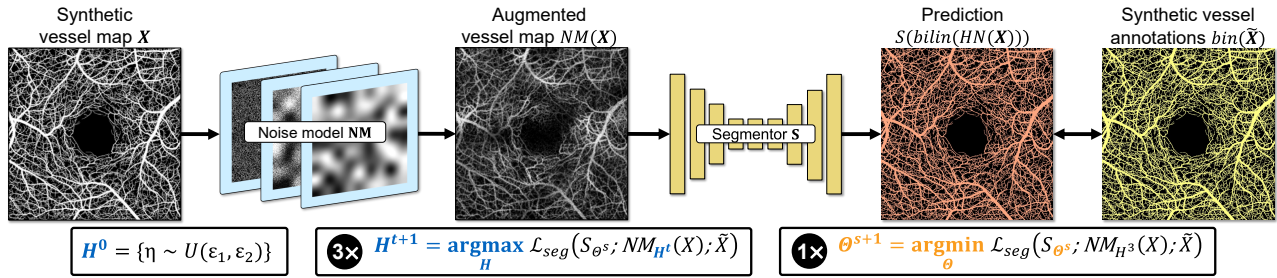 Synthetic
vessel map X
Augmented
vessel map NM(X)
Prediction
S(bilin(HN(X)))
Synthetic vessel
annotations bin(X̃)
Noise model NM
Segmentor S
H⁰ = {η ~ U(ε₁, ε₂)}
3× Hᵗ⁺¹ = argmax ℒ_seg(S_Θˢ; NM_Hᵗ(X); X̃)
H
1× Θˢ⁺¹ = argmin ℒ_seg(S_Θˢ; NM_H³(X); X̃)
Θ